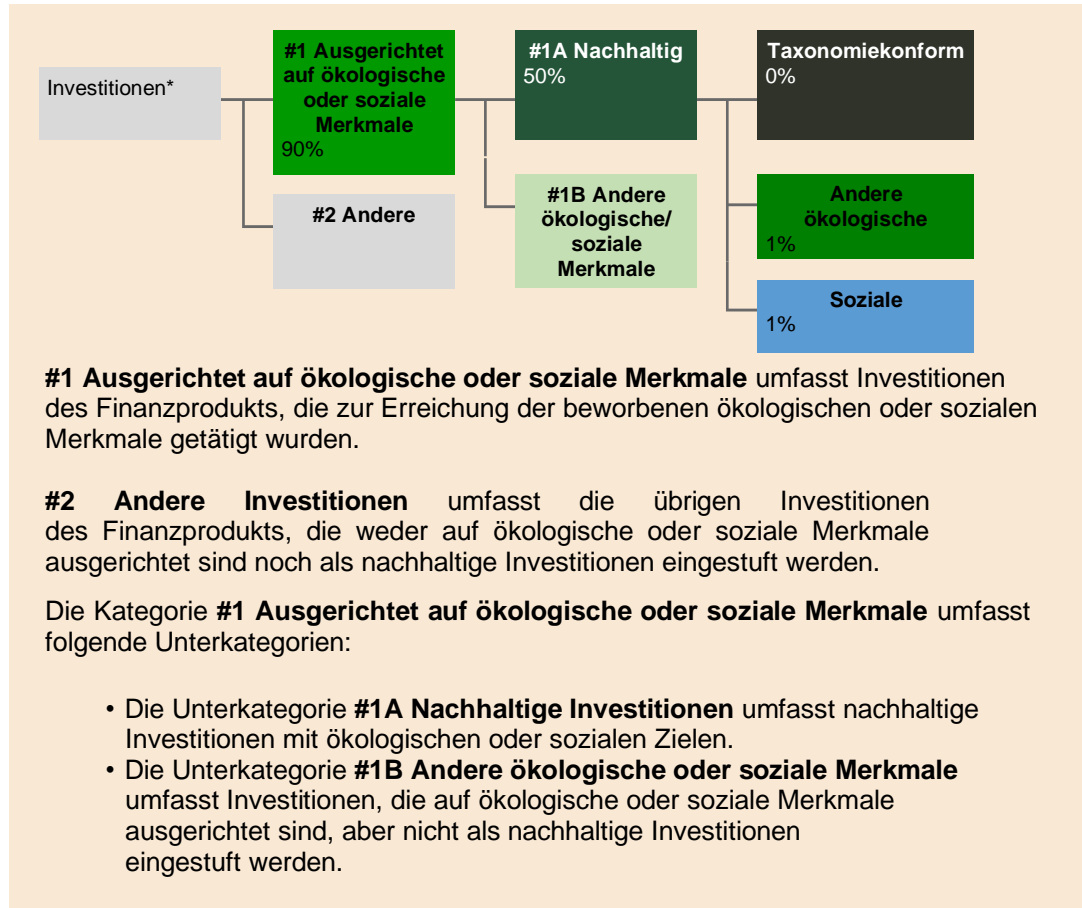 Investitionen*
#1 Ausgerichtet
auf ökologische
oder soziale
Merkmale
90%
#2 Andere
#1A Nachhaltig
50%
#1B Andere
ökologische/
soziale
Merkmale
Taxonomiekonform
0%
Andere
ökologische
1%
Soziale
1%
#1 Ausgerichtet auf ökologische oder soziale Merkmale umfasst Investitionen
des Finanzprodukts, die zur Erreichung der beworbenen ökologischen oder sozialen
Merkmale getätigt wurden.
#2 Andere Investitionen umfasst die übrigen Investitionen
des Finanzprodukts, die weder auf ökologische oder soziale Merkmale
ausgerichtet sind noch als nachhaltige Investitionen eingestuft werden.
Die Kategorie #1 Ausgerichtet auf ökologische oder soziale Merkmale umfasst
folgende Unterkategorien:
• Die Unterkategorie #1A Nachhaltige Investitionen umfasst nachhaltige
Investitionen mit ökologischen oder sozialen Zielen.
• Die Unterkategorie #1B Andere ökologische oder soziale Merkmale
umfasst Investitionen, die auf ökologische oder soziale Merkmale
ausgerichtet sind, aber nicht als nachhaltige Investitionen
eingestuft werden.